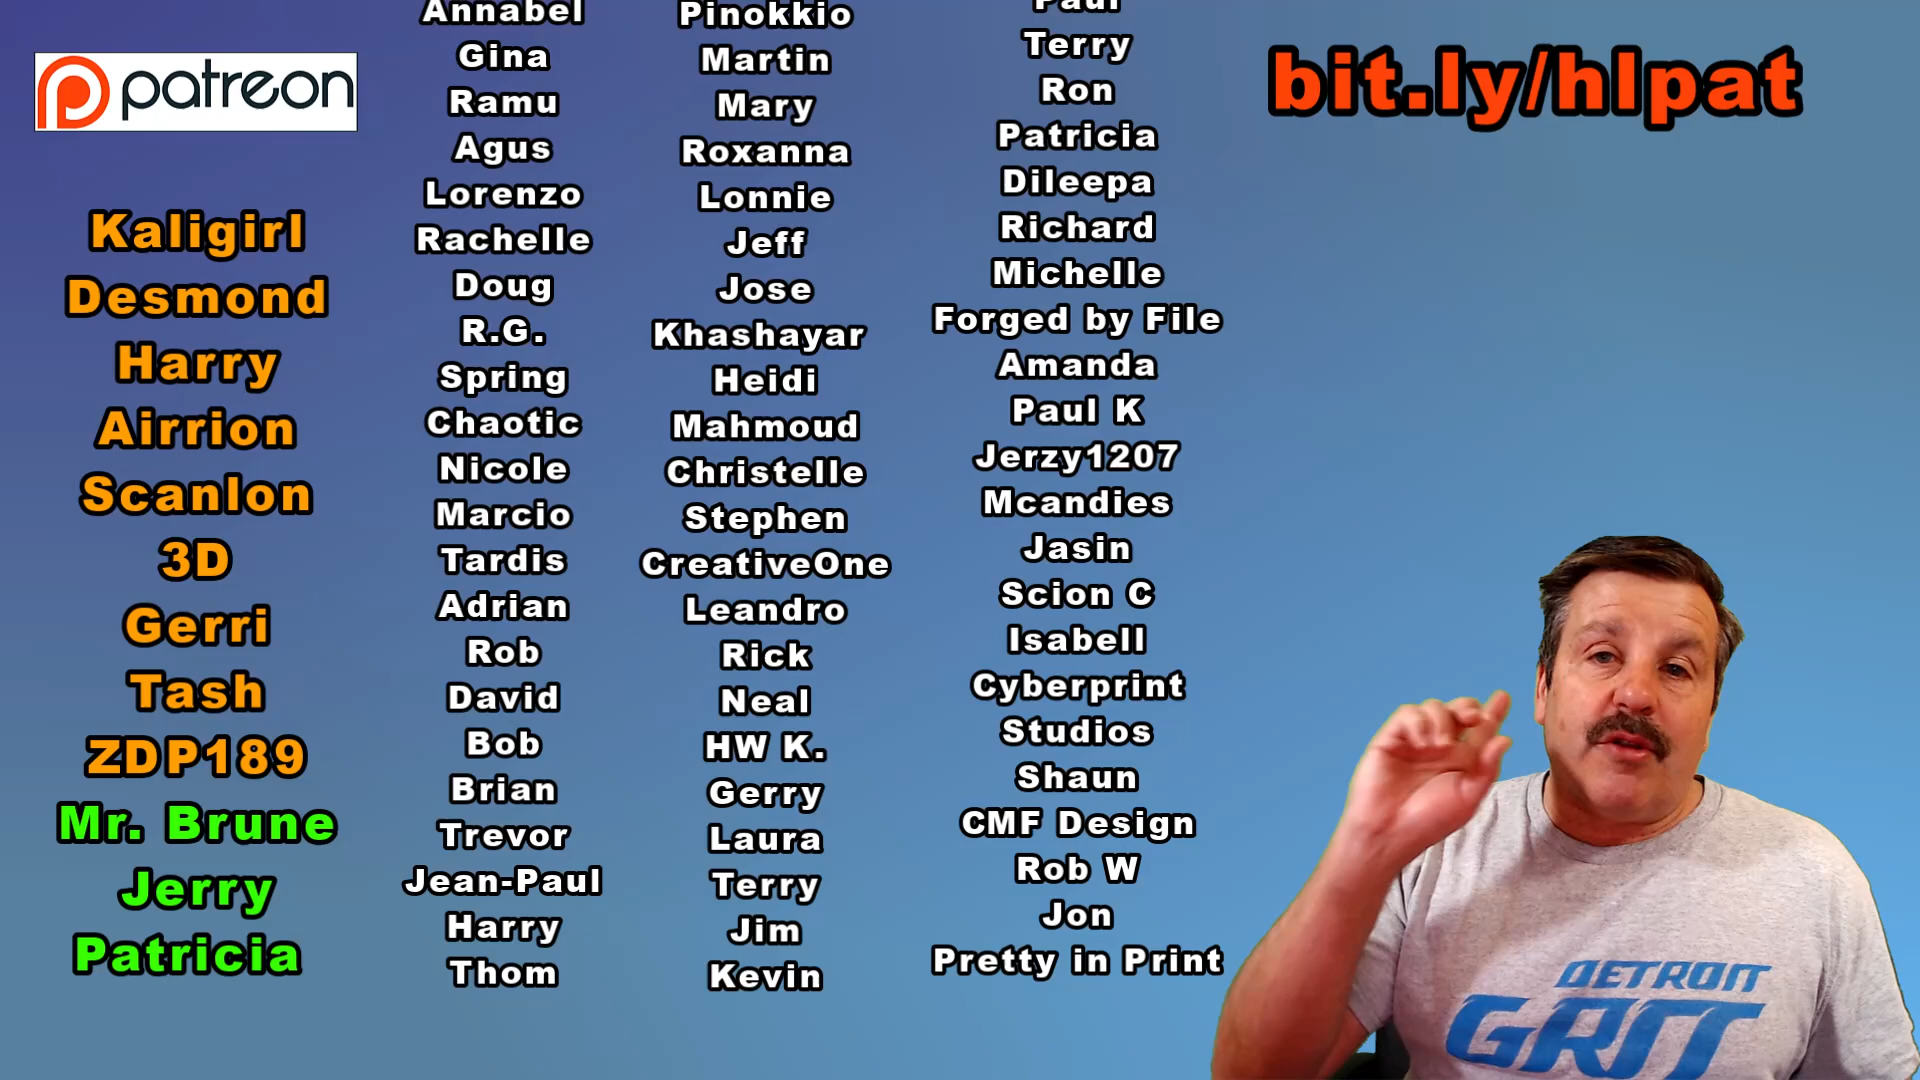 patreon
Kaligirl
Desmond
Harry
Airrion
Scanlon
3D
Gerri
Tash
ZDP189
Mr. Brune
Jerry
Patricia
Annabel
Gina
Ramu
Agus
Lorenzo
Rachelle
Doug
R.G.
Spring
Chaotic
Nicole
Marcio
Tardis
Adrian
Rob
David
Bob
Brian
Trevor
Jean-Paul
Harry
Thom
Pinokkio
Martin
Mary
Roxanna
Lonnie
Jeff
Jose
Khashayar
Heidi
Mahmoud
Christelle
Stephen
CreativeOne
Leandro
Rick
Neal
HW K.
Gerry
Laura
Terry
Jim
Kevin
Paul
Terry
Ron
Patricia
Dileepa
Richard
Michelle
Forged by File
Amanda
Paul K
Jerzy1207
Mcandies
Jasin
Scion C
Isabell
Cyberprint
Studios
Shaun
CMF Design
Rob W
Jon
Pretty in Print
bit.ly/hlpat
DETROIT
GRIT